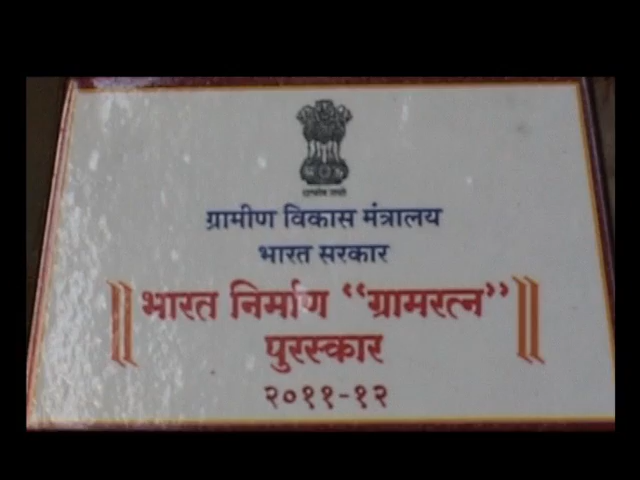 ग्रामीण विकास मंत्रालय
भारत सरकार
॥ भारत निर्माण “ग्रामरत्न” ॥
पुरस्कार
२०११-१२